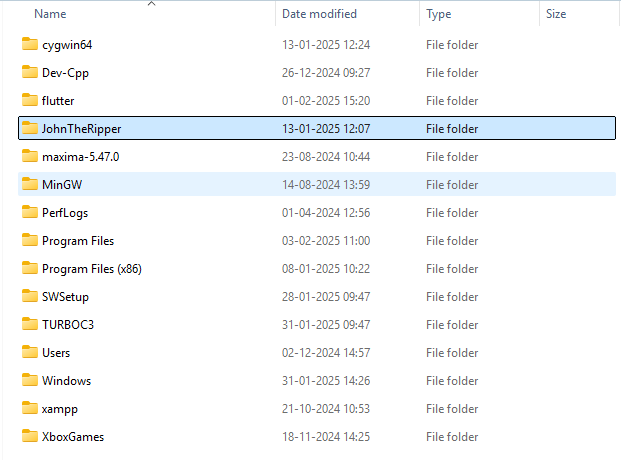 Name Date modified Type Size
cygwin64 13-01-2025 12:24 File folder
Dev-Cpp 26-12-2024 09:27 File folder
flutter 01-02-2025 15:20 File folder
JohnTheRipper 13-01-2025 12:07 File folder
maxima-5.47.0 23-08-2024 10:44 File folder
MinGW 14-08-2024 13:59 File folder
PerfLogs 01-04-2024 12:56 File folder
Program Files 03-02-2025 11:00 File folder
Program Files (x86) 08-01-2025 10:22 File folder
SWSetup 28-01-2025 09:47 File folder
TURBOC3 31-01-2025 09:47 File folder
Users 02-12-2024 14:57 File folder
Windows 31-01-2025 14:26 File folder
xampp 21-10-2024 10:53 File folder
XboxGames 18-11-2024 14:25 File folder